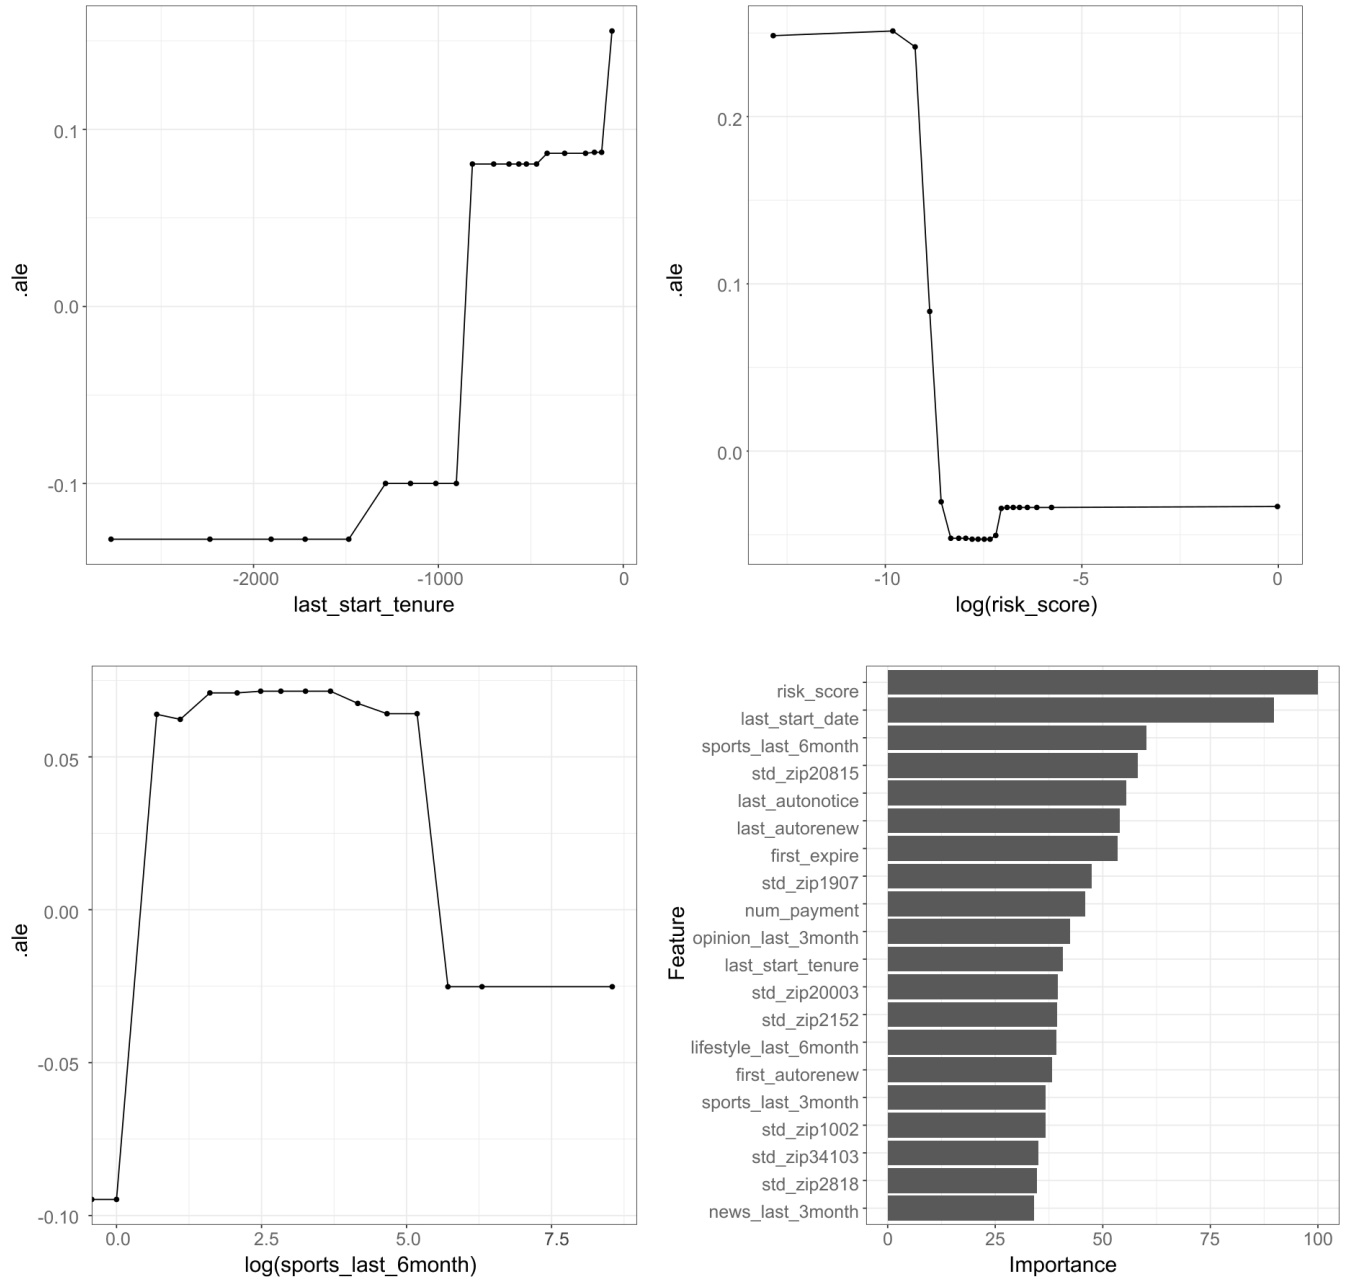 .ale
0.1
0.0
-0.1
-2000
-1000
0
last_start_tenure
.ale
0.2
0.1
0.0
-10
-5
0
log(risk_score)
.ale
0.05
0.00
-0.05
-0.10
0.0
2.5
5.0
7.5
log(sports_last_6month)
Feature
risk_score
last_start_date
sports_last_6month
std_zip20815
last_autonotice
last_autorenew
first_expire
std_zip1907
num_payment
opinion_last_3month
last_start_tenure
std_zip20003
std_zip2152
lifestyle_last_6month
first_autorenew
sports_last_3month
std_zip1002
std_zip34103
std_zip2818
news_last_3month
0
25
50
75
100
Importance